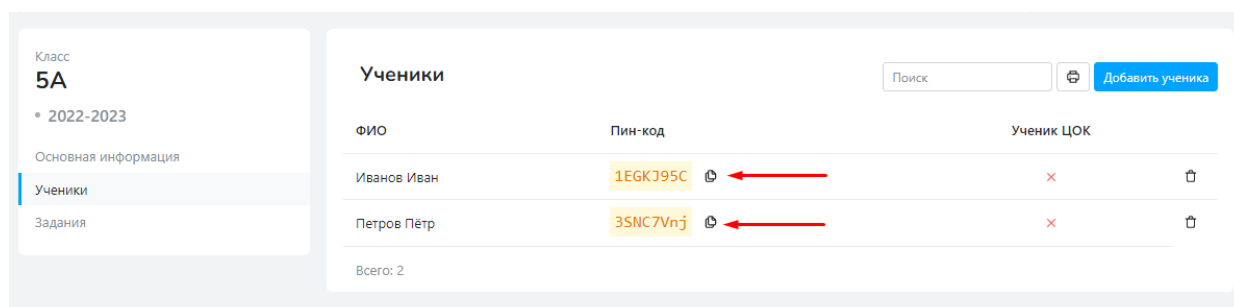 Класс
5А
2022-2023
Основная информация
Ученики
Задания
Ученики
Поиск
Добавить ученика
ФИО Пин-код Ученик ЦОК
Иванов Иван 1EGKJ95C
Петров Пётр 3SNC7Vnj
Всего: 2